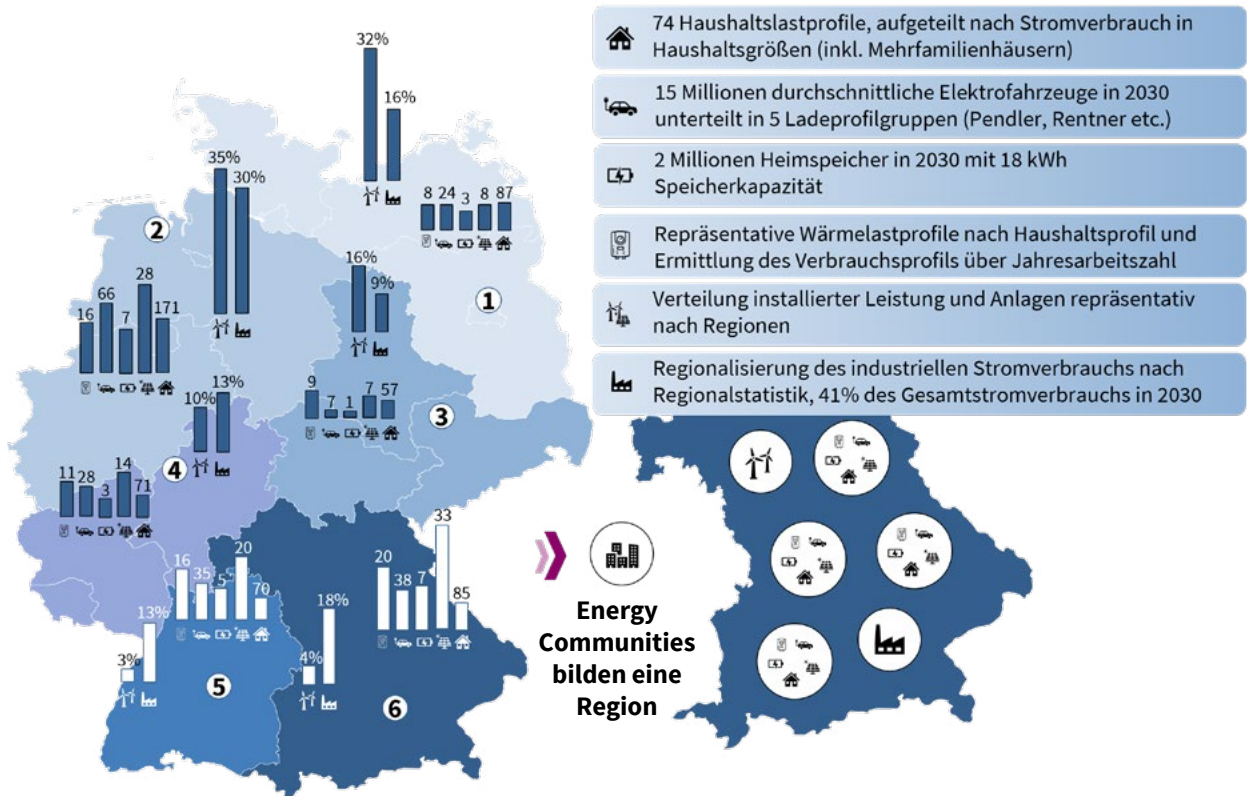 74 Haushaltslastprofile, aufgeteilt nach Stromverbrauch in
Haushaltsgrößen (inkl. Mehrfamilienhäusern)
15 Millionen durchschnittliche Elektrofahrzeuge in 2030
unterteilt in 5 Ladeprofilgruppen (Pendler, Rentner etc.)
2 Millionen Heimspeicher in 2030 mit 18 kWh
Speicherkapazität
Repräsentative Wärmelastprofile nach Haushaltsprofil und
Ermittlung des Verbrauchsprofils über Jahresarbeitszahl
Verteilung installierter Leistung und Anlagen repräsentativ
nach Regionen
Regionalisierung des industriellen Stromverbrauchs nach
Regionalstatistik, 41% des Gesamtstromverbrauchs in 2030
32%
16%
8 24 3 8 87
1
35%
30%
2
16 66 7 28 171
16%
9%
9 7 1 7 57
3
10%
13%
4
11 28 3 14 71
16 35 5 20 70
3%
13%
5
20 38 7 33 85
4%
18%
6
Energy
Communities
bilden eine
Region